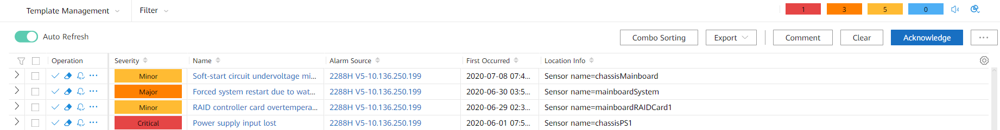 Template Management Filter 1 3 5 0
Auto Refresh Combo Sorting Export Comment Clear Acknowledge ...
Operation Severity Name Alarm Source First Occurred Location Info
Minor Soft-start circuit undervoltage mi... 2288H V5-10.136.250.199 2020-07-08 07:4... Sensor name=chassisMainboard
Major Forced system restart due to wat... 2288H V5-10.136.250.199 2020-06-30 03:5... Sensor name=mainboardSystem
Minor RAID controller card overtempera... 2288H V5-10.136.250.199 2020-06-29 02:3... Sensor name=mainboardRAIDCard1
Critical Power supply input lost 2288H V5-10.136.250.199 2020-06-01 07:5... Sensor name=chassisPS1